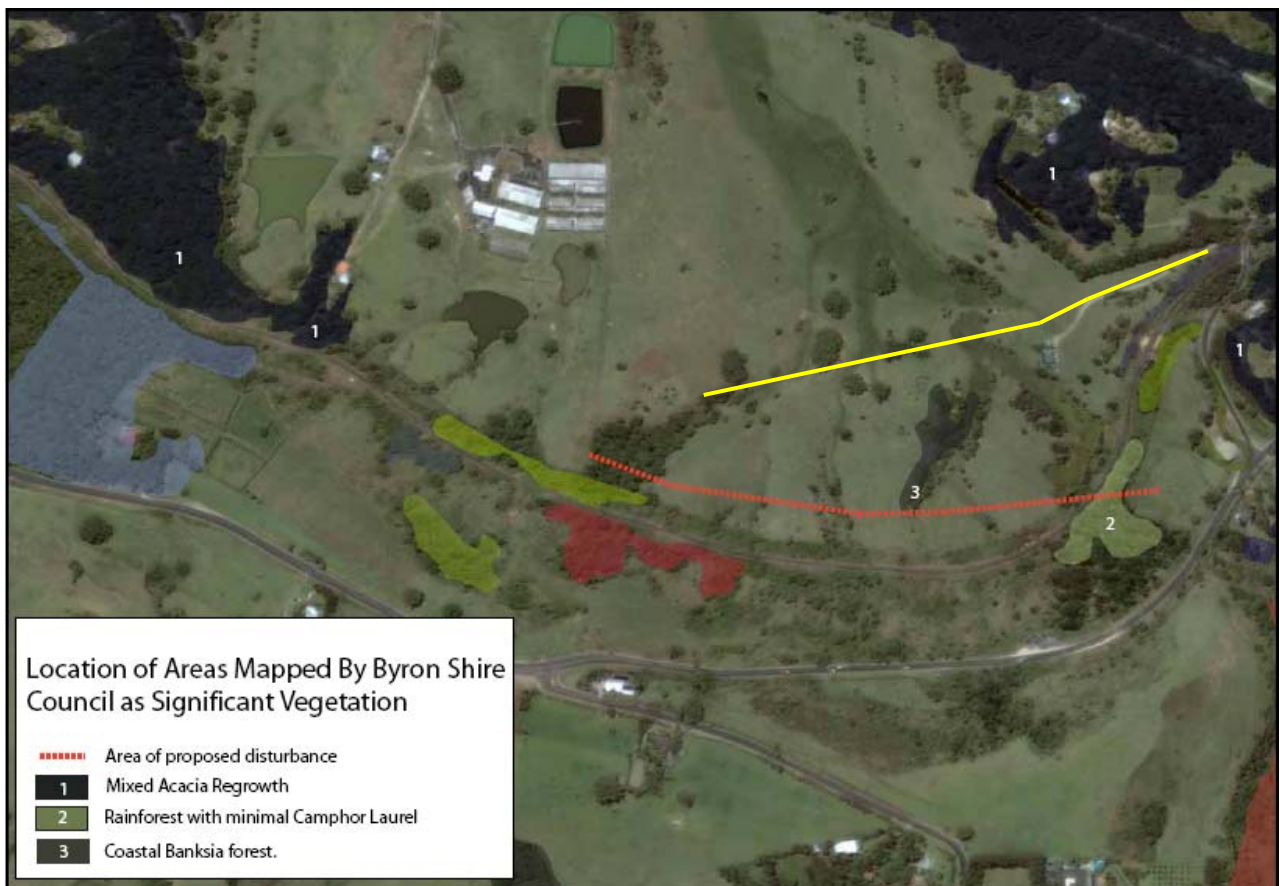 1
1
1
1
3
2
Location of Areas Mapped By Byron Shire
Council as Significant Vegetation
Area of proposed disturbance
1 Mixed Acacia Regrowth
2 Rainforest with minimal Camphor Laurel
3 Coastal Banksia forest.